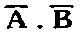 A̅ . B̅